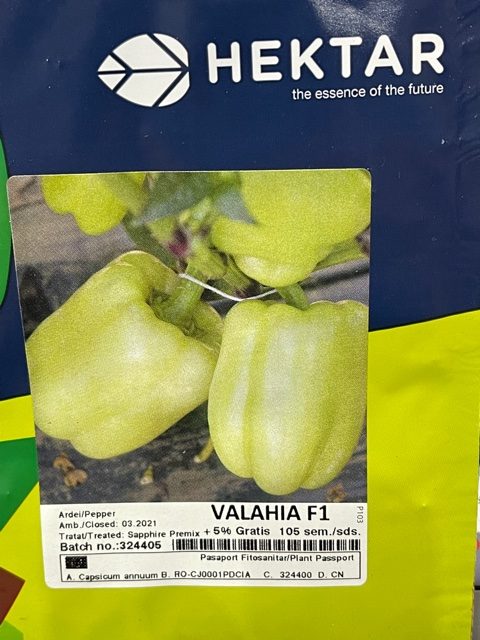 HEKTAR
the essence of the future
Ardei/Pepper
VALAHIA F1
P103
Amb./Closed: 03.2021
Tratat/Treated: Sapphire Premix + 5% Gratis 105 sem./sds.
Batch no.:324405
Pasaport Fitosanitar/Plant Passport
A. Capsicum annuum B. RO-CJ0001PDCIA C. 324400 D. CN